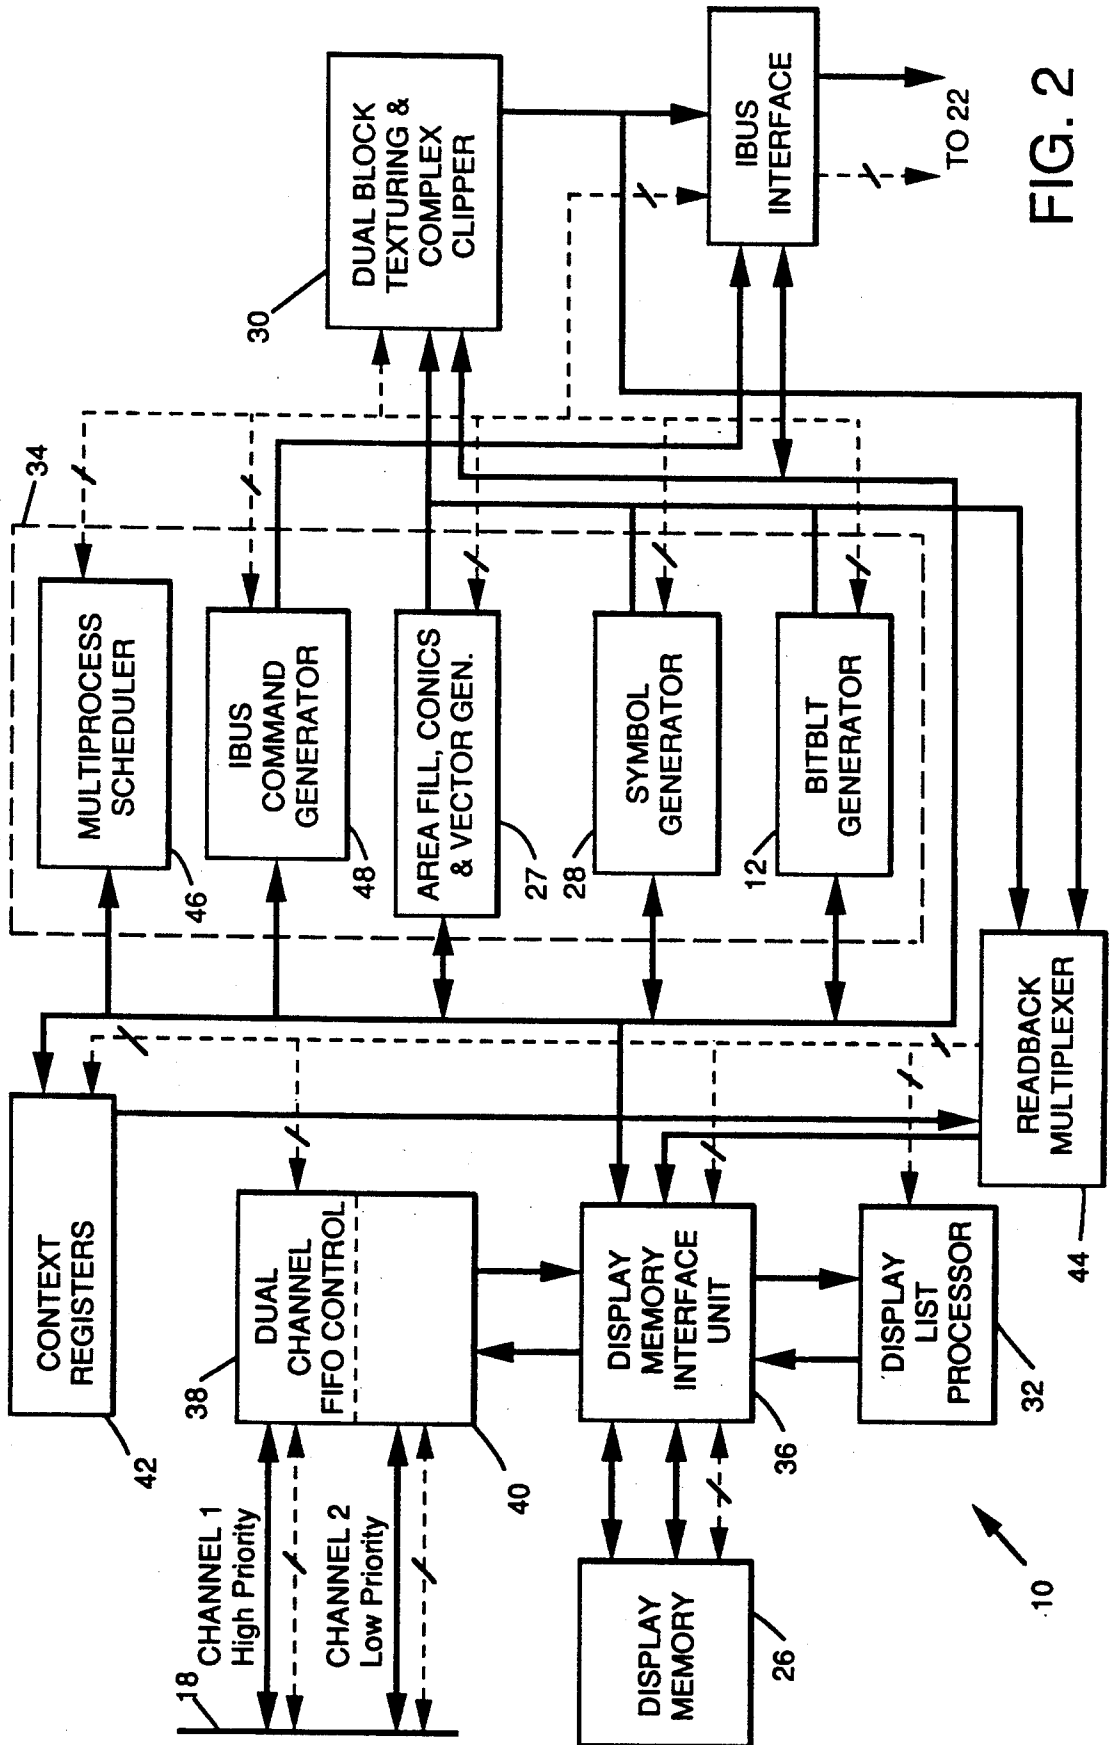 18
CHANNEL 1
High Priority
CHANNEL 2
Low Priority
42
CONTEXT
REGISTERS
38
DUAL
CHANNEL
FIFO CONTROL
40
DISPLAY
MEMORY
26
DISPLAY
MEMORY
INTERFACE
UNIT
36
DISPLAY
LIST
PROCESSOR
32
READBACK
MULTIPLEXER
44
34
MULTIPROCESS
SCHEDULER
46
IBUS
COMMAND
GENERATOR
48
AREA FILL, CONICS
& VECTOR GEN.
27
SYMBOL
GENERATOR
28
BITBLT
GENERATOR
12
30
DUAL BLOCK
TEXTURING &
COMPLEX
CLIPPER
IBUS
INTERFACE
TO 22
10
FIG. 2